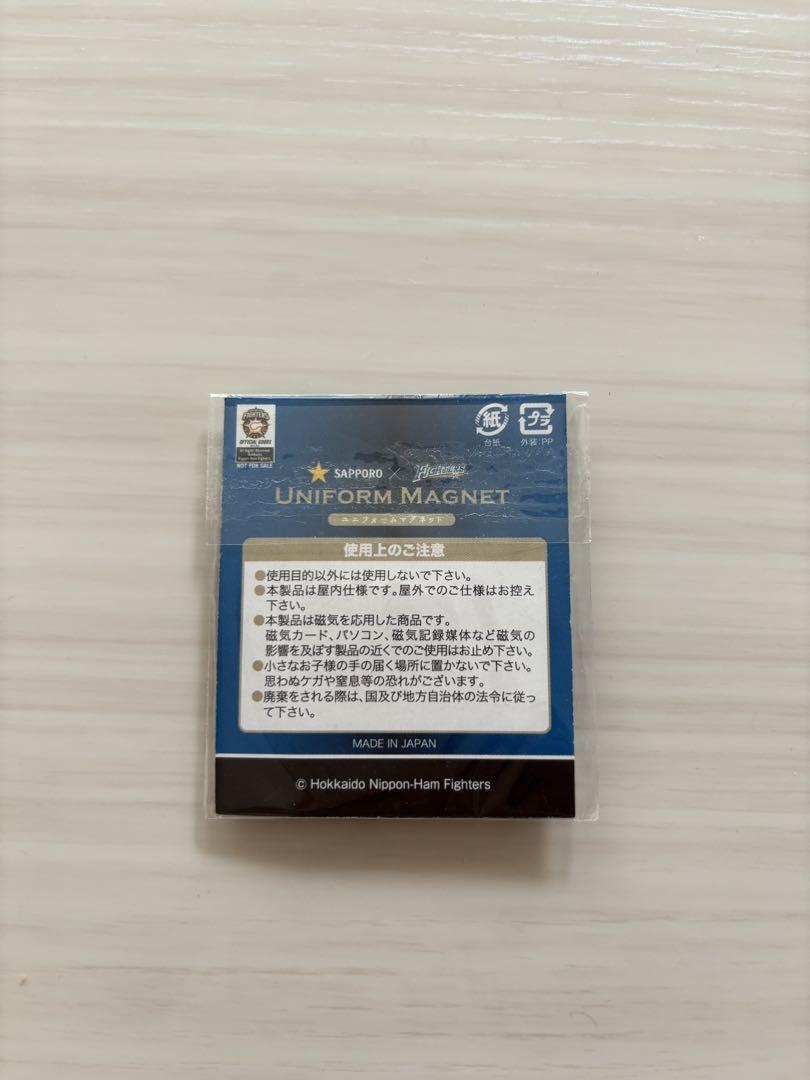 FIGHTERS
OFFICIAL GOODS
NOT FOR SALE
紙
台紙
プラ
外装:PP
SAPPORO × FIGHTERS
UNIFORM MAGNET
ユニフォームマグネット
使用上のご注意
●使用目的以外には使用しないで下さい。
●本製品は屋内仕様です。屋外でのご仕様はお控え
下さい。
●本製品は磁気を応用した商品です。
磁気カード、パソコン、磁気記録媒体など磁気の
影響を及ぼす製品の近くでのご使用はお止め下さい。
●小さなお子様の手の届く場所に置かないで下さい。
思わぬケガや窒息等の恐れがございます。
●廃棄をされる際は、国及び地方自治体の法令に従っ
て下さい。
MADE IN JAPAN
© Hokkaido Nippon-Ham Fighters